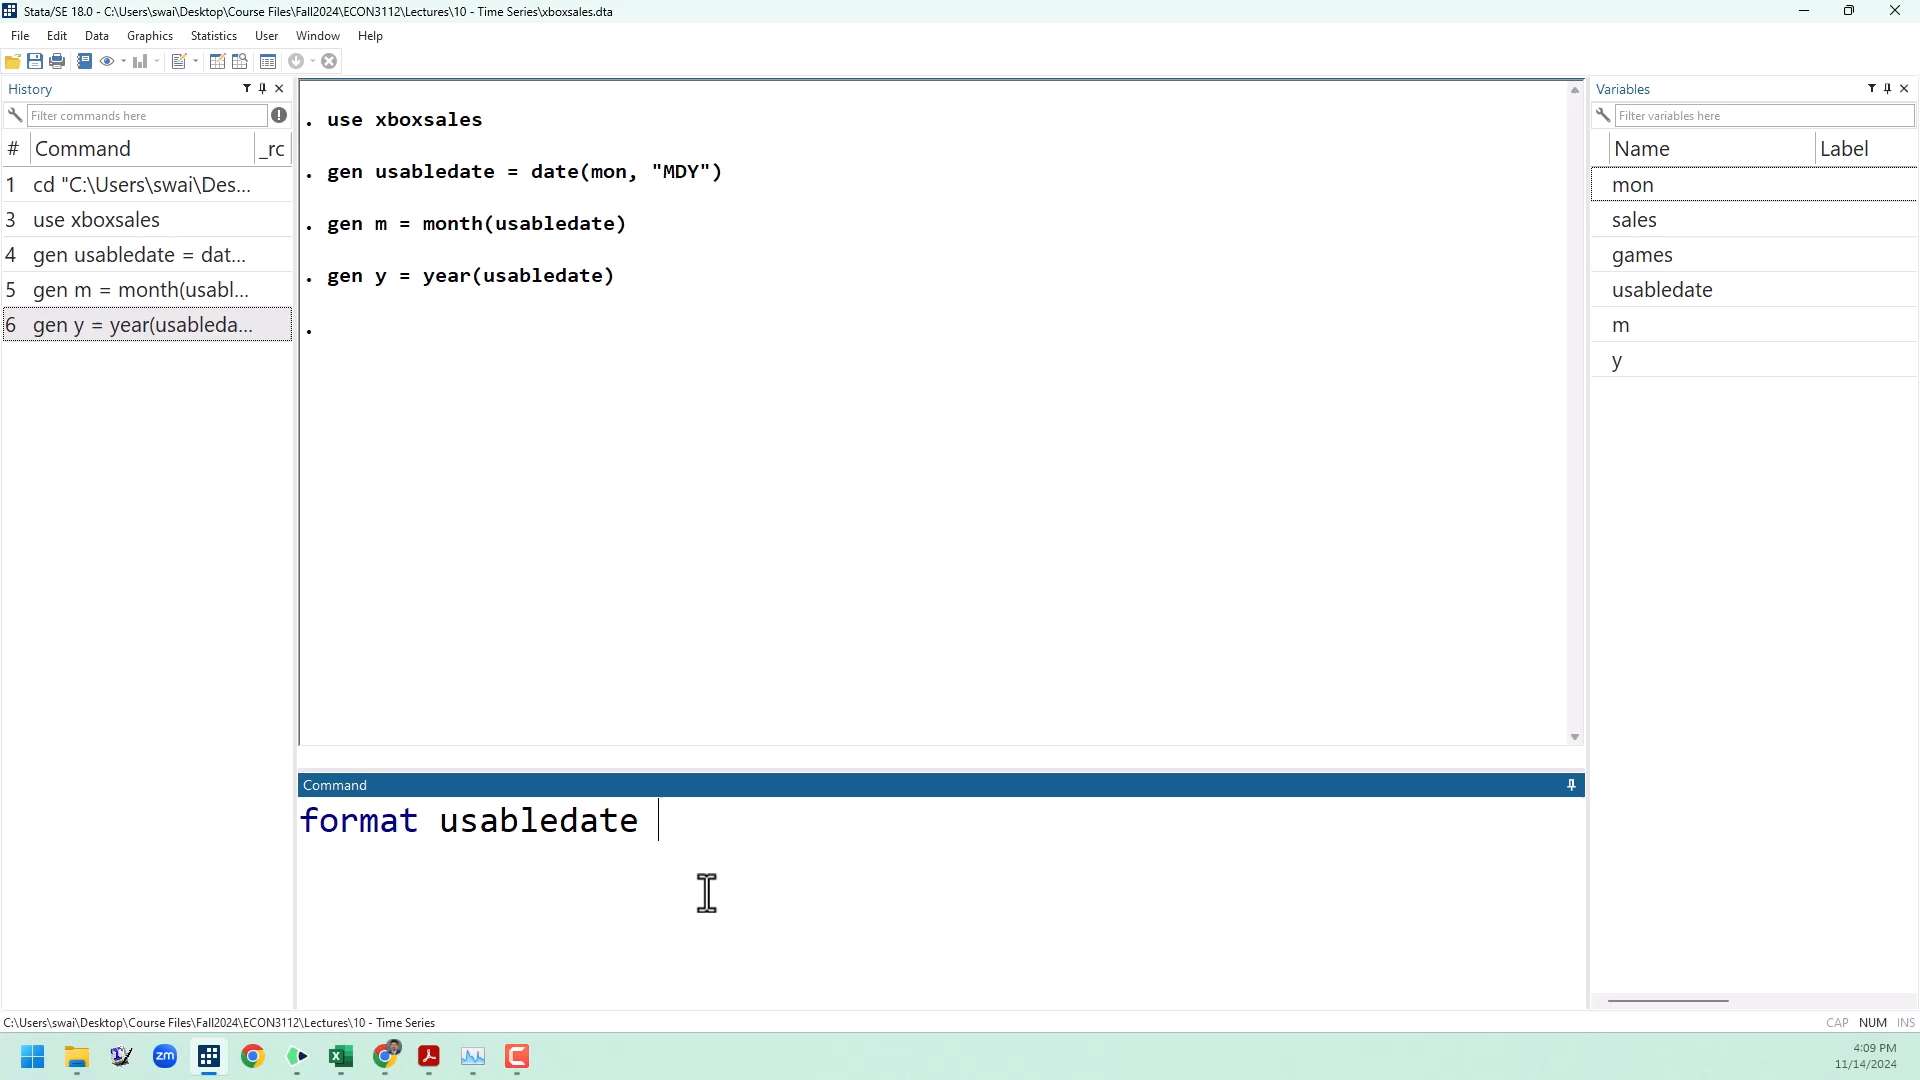 Stata/SE 18.0 - C:\Users\swai\Desktop\Course Files\Fall2024\ECON3112\Lectures\10 - Time Series\xboxsales.dta
File Edit Data Graphics Statistics User Window Help
History
Filter commands here
# Command _rc
1 cd "C:\Users\swai\Des...
3 use xboxsales
4 gen usabledate = dat...
5 gen m = month(usabl...
6 gen y = year(usableda...
. use xboxsales
. gen usabledate = date(mon, "MDY")
. gen m = month(usabledate)
. gen y = year(usabledate)
.
Command
format usabledate
Variables
Filter variables here
Name Label
mon
sales
games
usabledate
m
y
C:\Users\swai\Desktop\Course Files\Fall2024\ECON3112\Lectures\10 - Time Series
CAP NUM INS
zm
4:09 PM
11/14/2024